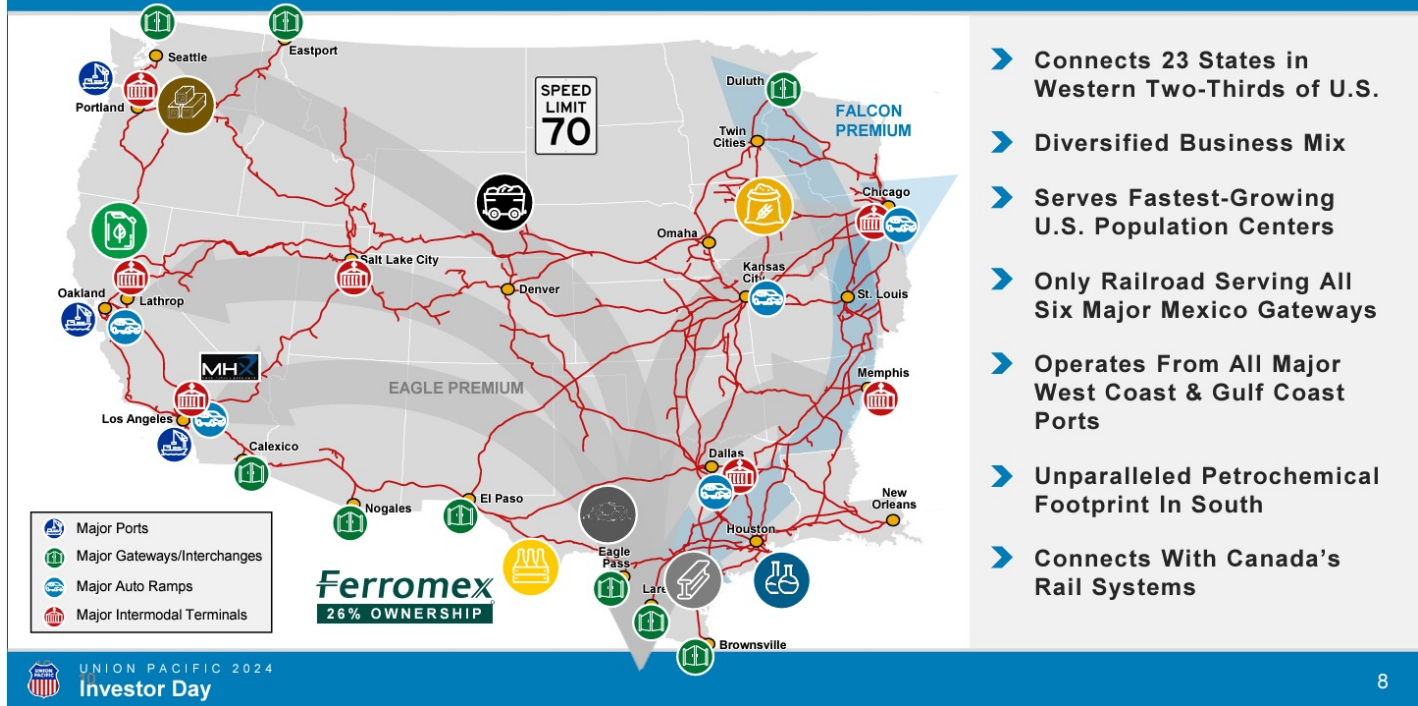 Seattle
Eastport
Portland
SPEED
LIMIT
70
Duluth
FALCON
PREMIUM
Twin
Cities
Chicago
Omaha
Salt Lake City
Denver
Kansas
City
St. Louis
Oakland
Lathrop
MHX
EAGLE PREMIUM
Memphis
Los Angeles
Calexico
Nogales
El Paso
Dallas
New
Orleans
Houston
Eagle
Pass
Lare
Brownsville
Major Ports
Major Gateways/Interchanges
Major Auto Ramps
Major Intermodal Terminals
Ferromex
26% OWNERSHIP
Connects 23 States in
Western Two-Thirds of U.S.
Diversified Business Mix
Serves Fastest-Growing
U.S. Population Centers
Only Railroad Serving All
Six Major Mexico Gateways
Operates From All Major
West Coast & Gulf Coast
Ports
Unparalleled Petrochemical
Footprint In South
Connects With Canada's
Rail Systems
UNION
PACIFIC
UNION PACIFIC 2024
Investor Day
8